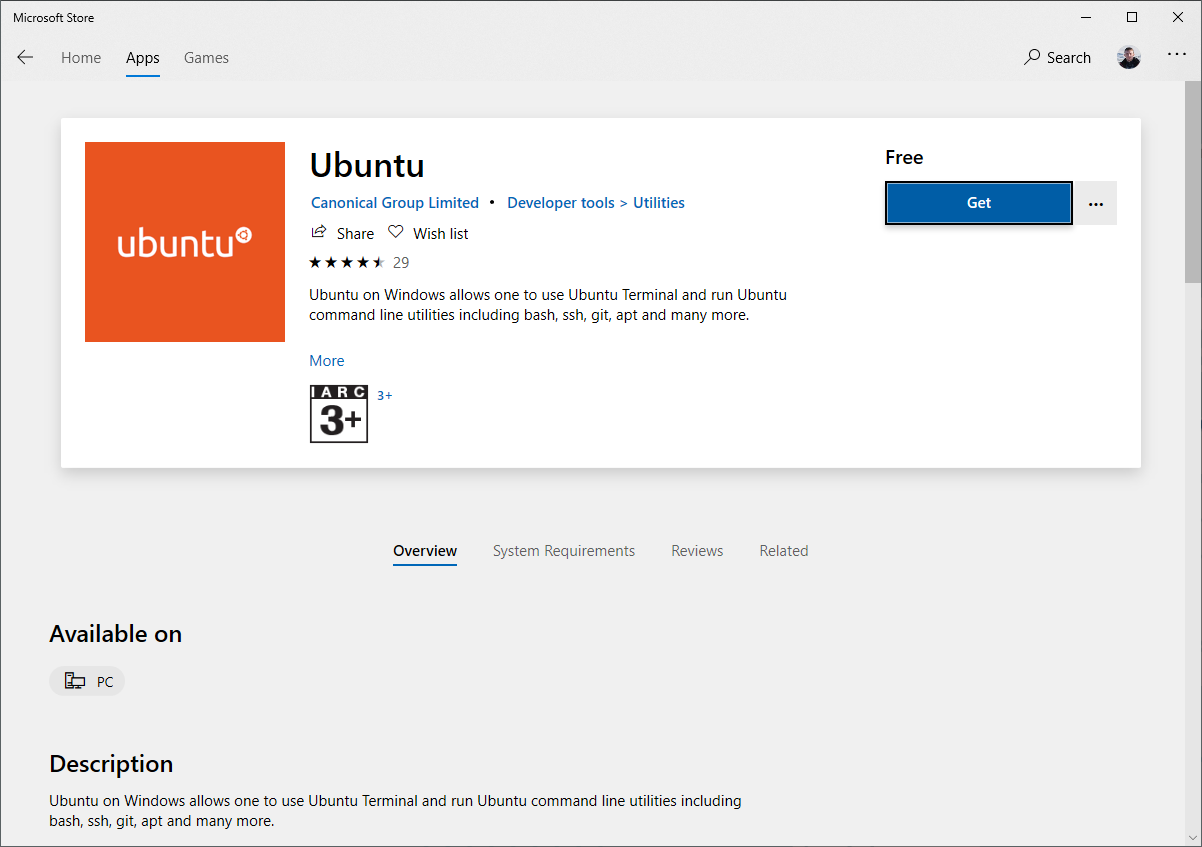 Microsoft Store
Home Apps Games Search
ubuntu
Ubuntu
Canonical Group Limited • Developer tools > Utilities
Share Wish list
29
Ubuntu on Windows allows one to use Ubuntu Terminal and run Ubuntu
command line utilities including bash, ssh, git, apt and many more.
More
IARC
3+
3+
Free
Get
Overview System Requirements Reviews Related
Available on
PC
Description
Ubuntu on Windows allows one to use Ubuntu Terminal and run Ubuntu command line utilities including
bash, ssh, git, apt and many more.